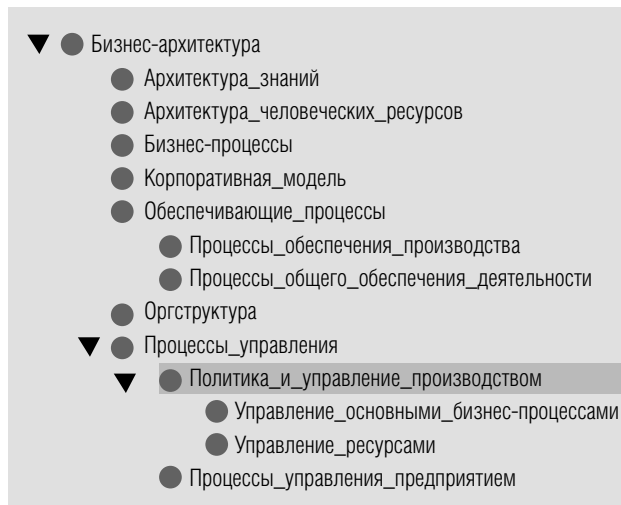 Бизнес-архитектура
Архитектура_знаний
Архитектура_человеческих_ресурсов
Бизнес-процессы
Корпоративная_модель
Обеспечивающие_процессы
Процессы_обеспечения_производства
Процессы_общего_обеспечения_деятельности
Оргструктура
Процессы_управления
Политика_и_управление_производством
Управление_основными_бизнес-процессами
Управление_ресурсами
Процессы_управления_предприятием